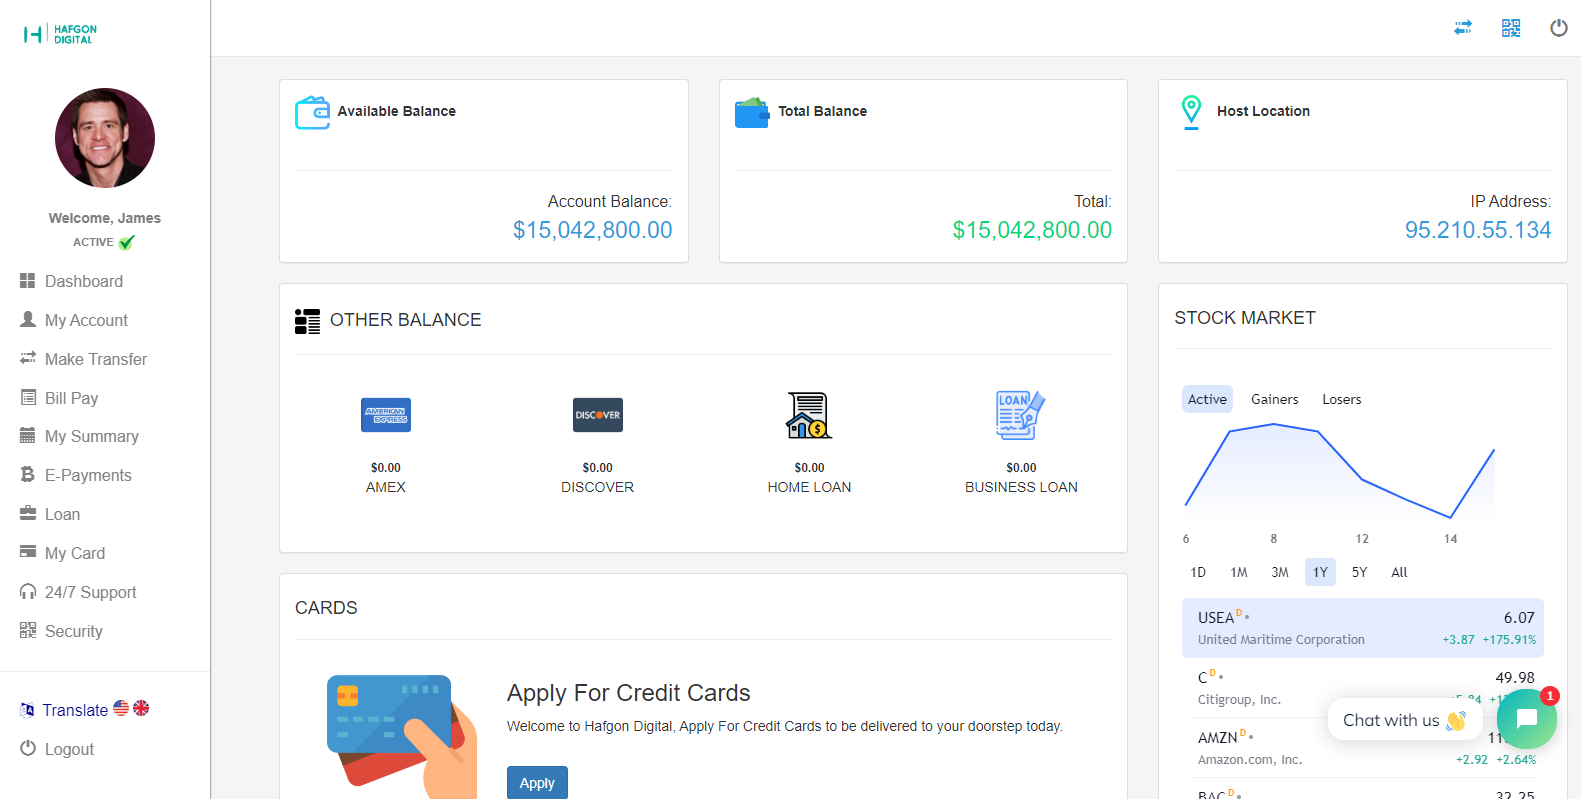 HAFGON
DIGITAL
Welcome, James
ACTIVE
Dashboard
My Account
Make Transfer
Bill Pay
My Summary
E-Payments
Loan
My Card
24/7 Support
Security
Translate
Logout
Available Balance
Account Balance:
$15,042,800.00
Total Balance
Total:
$15,042,800.00
Host Location
IP Address:
95.210.55.134
OTHER BALANCE
AMERICAN
EXPRESS
$0.00
AMEX
DISCOVER
$0.00
DISCOVER
$0.00
HOME LOAN
LOAN
$0.00
BUSINESS LOAN
CARDS
Apply For Credit Cards
Welcome to Hafgon Digital, Apply For Credit Cards to be delivered to your doorstep today.
Apply
STOCK MARKET
Active Gainers Losers
6 8 12 14
1D 1M 3M 1Y 5Y All
USEA D 6.07
United Maritime Corporation +3.87 +175.91%
C D 49.98
Citigroup, Inc.
Chat with us
1
AMZN D
Amazon.com, Inc. +2.92 +2.64%
BAC D 32.25